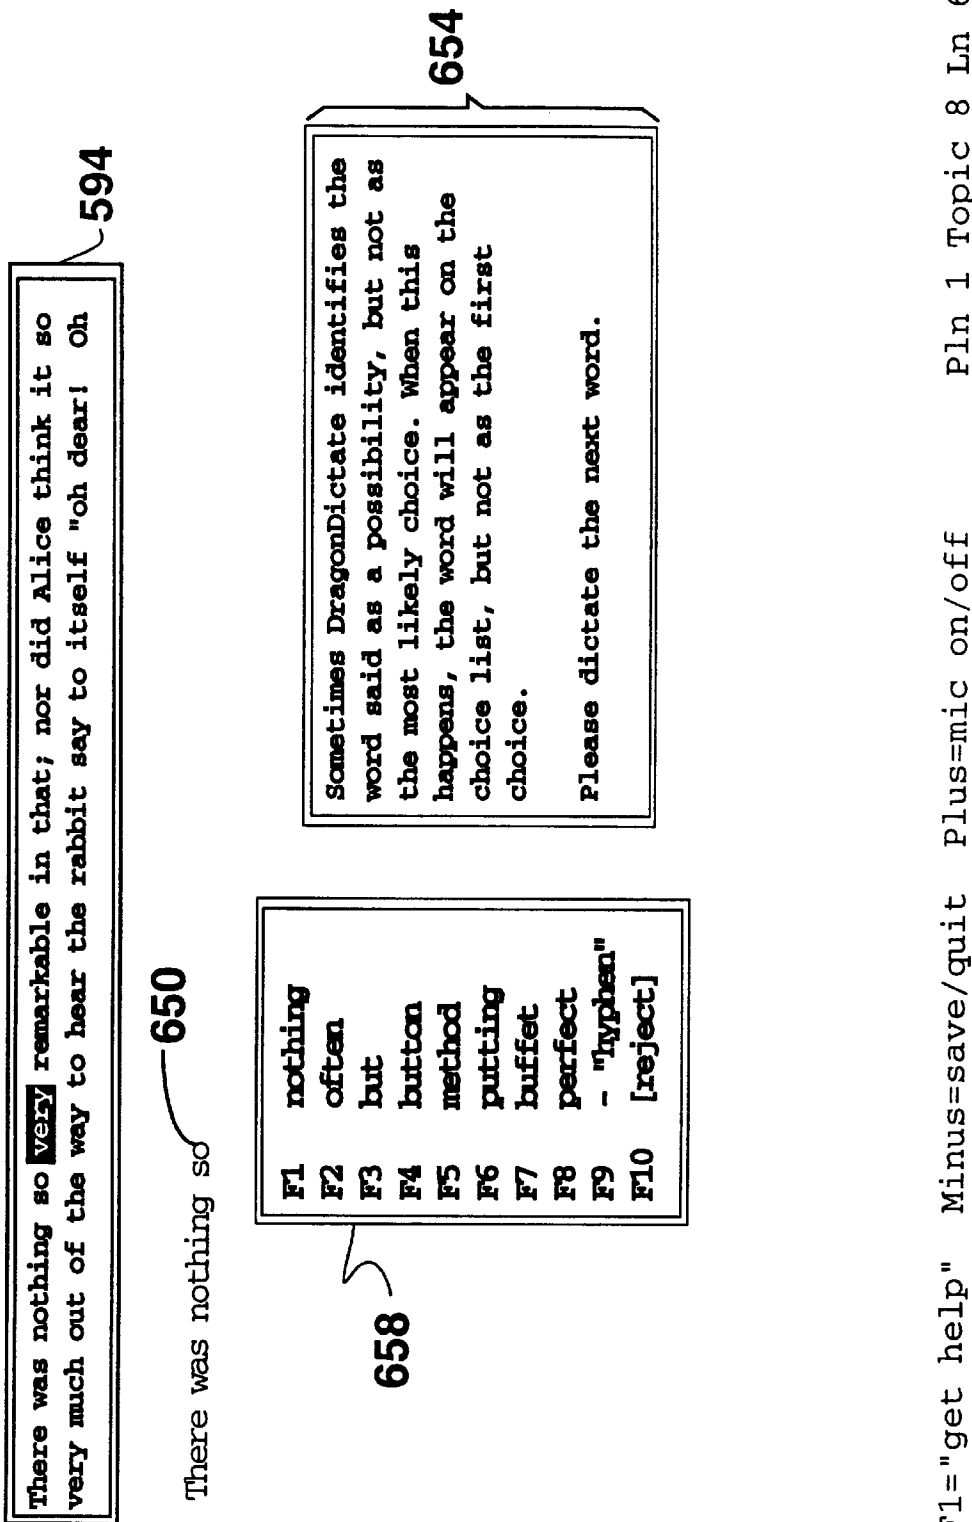 There was nothing so very remarkable in that; nor did Alice think it so
very much out of the way to hear the rabbit say to itself "oh dear!  Oh
594
There was nothing so
650
F1 nothing
F2 often
F3 but
F4 button
F5 method
F6 putting
F7 buffet
F8 perfect
F9 - "hyphen"
F10 [reject]
658
Sometimes DragonDictate identifies the
word said as a possibility, but not as
the most likely choice. When this
happens, the word will appear on the
choice list, but not as the first
choice.
Please dictate the next word.
654
F1="get help" Minus=save/quit Plus=mic on/off Pln 1 Topic 8 Ln